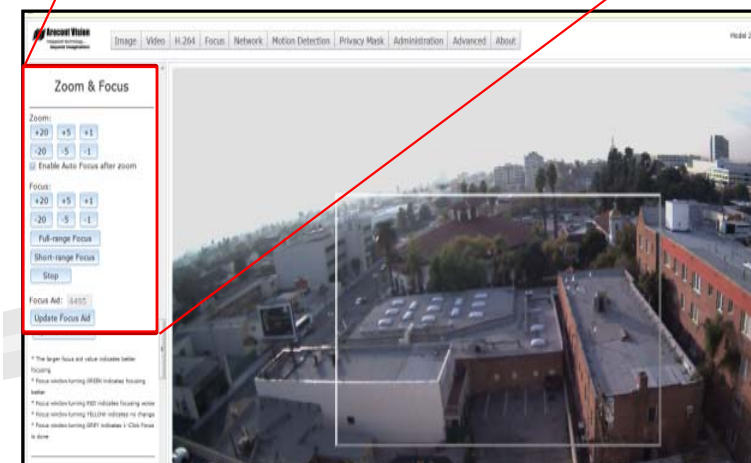 Arecont Vision
Image Video H.264 Focus Network Motion Detection Privacy Mask Administration Advanced About
Model 2
Zoom & Focus
Zoom:
+20 +5 +1
-20 -5 -1
Enable Auto Focus after zoom
Focus:
+20 +5 +1
-20 -5 -1
Full-range Focus
Short-range Focus
Stop
Focus Aid: 6495
Update Focus Aid
* The larger focus aid value indicates better
focusing
* Focus window turning GREEN indicates focusing
better
* Focus window turning RED indicates focusing worse
* Focus window turning YELLOW indicates no change
* Focus window turning GREY indicates 1-Click Focus
is done